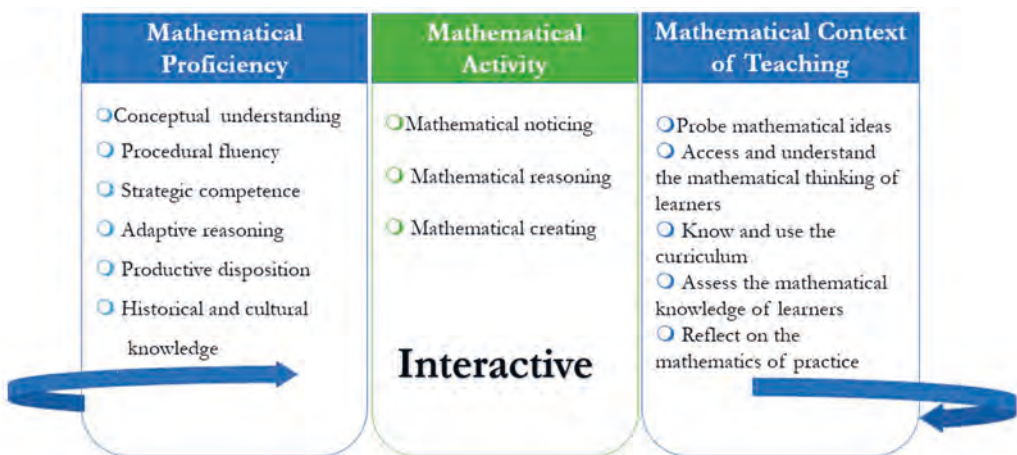 Mathematical
Proficiency
Conceptual understanding
Procedural fluency
Strategic competence
Adaptive reasoning
Productive disposition
Historical and cultural
knowledge
Mathematical
Activity
Mathematical noticing
Mathematical reasoning
Mathematical creating
Interactive
Mathematical Context
of Teaching
Probe mathematical ideas
Access and understand
the mathematical thinking of
learners
Know and use the
curriculum
Assess the mathematical
knowledge of learners
Reflect on the
mathematics of practice